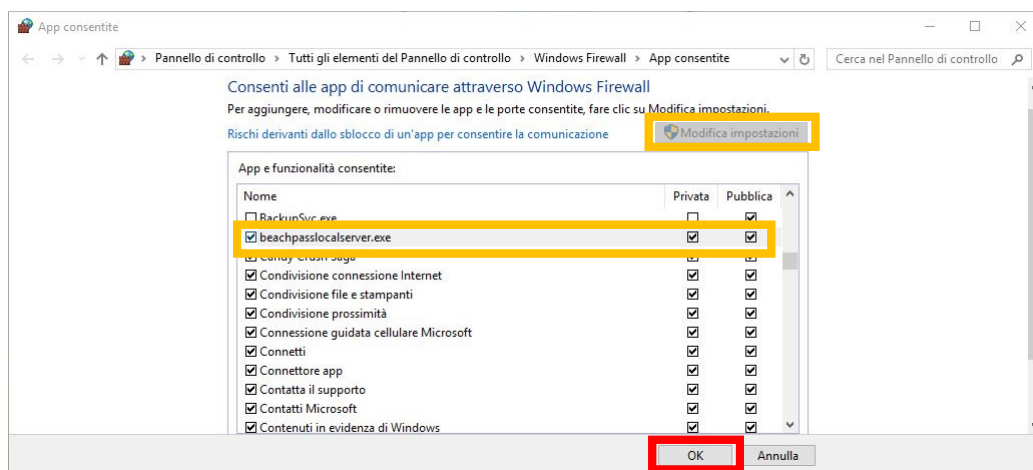 App consentite
Pannello di controllo > Tutti gli elementi del Pannello di controllo > Windows Firewall > App consentite
Cerca nel Pannello di controllo
Consenti alle app di comunicare attraverso Windows Firewall
Per aggiungere, modificare o rimuovere le app e le porte consentite, fare clic su Modifica impostazioni.
Rischi derivanti dallo sblocco di un'app per consentire la comunicazione
Modifica impostazioni
App e funzionalità consentite:
Nome Privata Pubblica
BackupSvc.exe
beachpasslocalserver.exe
Candy Crush Saga
Condivisione connessione Internet
Condivisione file e stampanti
Condivisione prossimità
Connessione guidata cellulare Microsoft
Connetti
Connettore app
Contatta il supporto
Contatti Microsoft
Contenuti in evidenza di Windows
OK Annulla